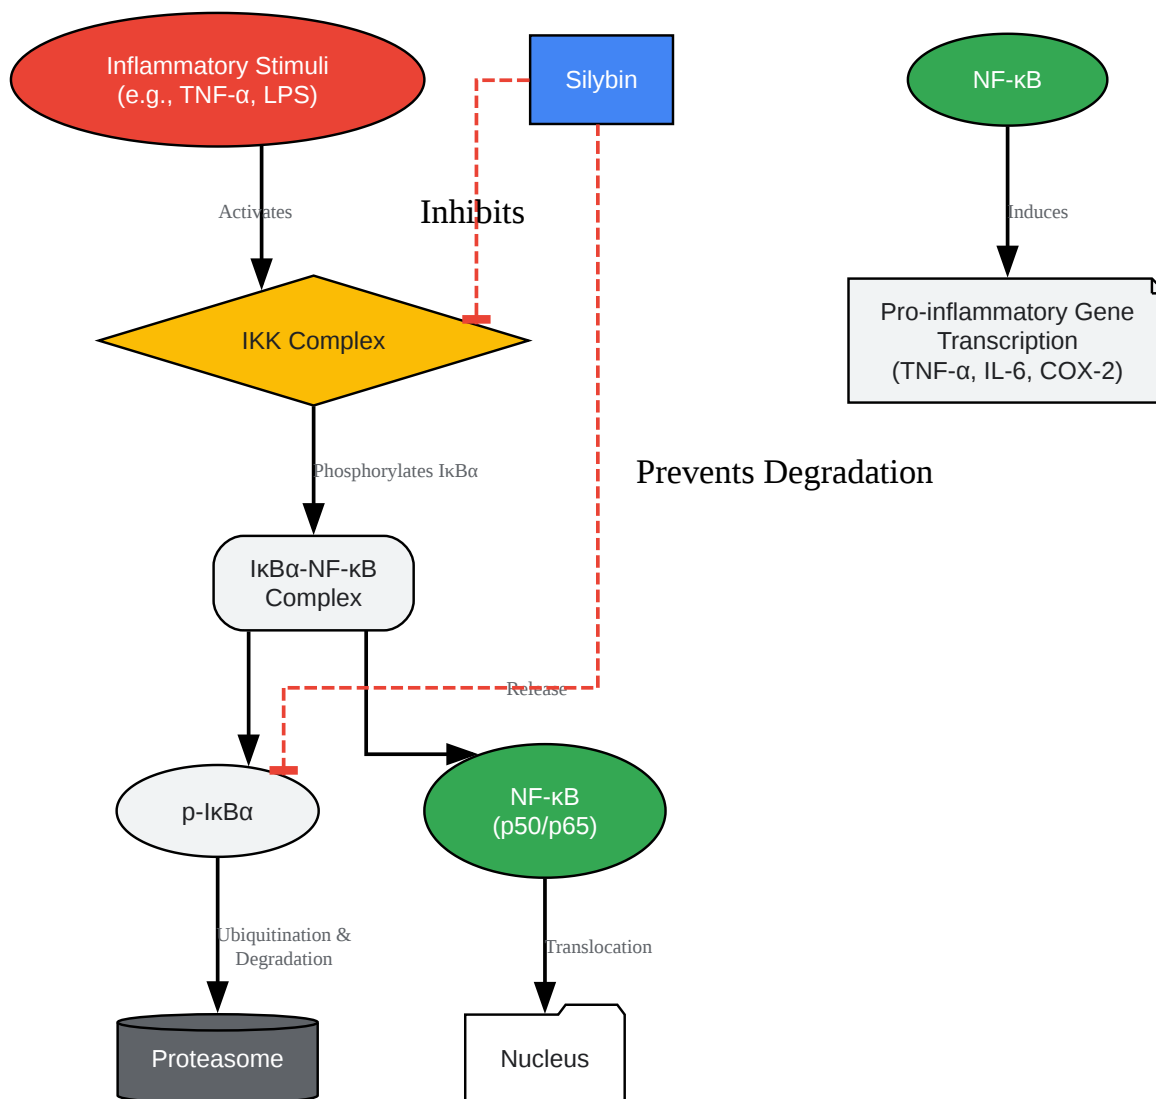 Inflammatory Stimuli
(e.g., TNF-α, LPS)
Silybin
NF-κB
Activates
Inhibits
Induces
IKK Complex
Pro-inflammatory Gene
Transcription
(TNF-α, IL-6, COX-2)
Phosphorylates IκBα
Prevents Degradation
IκBα-NF-κB
Complex
Release
p-IκBα
NF-κB
(p50/p65)
Ubiquitination &
Degradation
Translocation
Proteasome
Nucleus